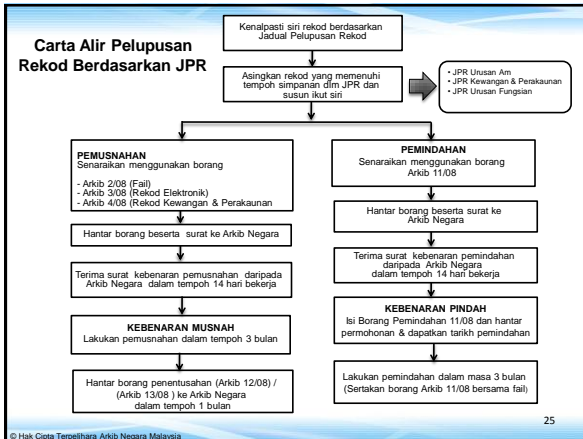 Carta Alir Pelupusan
Rekod Berdasarkan JPR
Kenalpasti siri rekod berdasarkan
Jadual Pelupusan Rekod
Asingkan rekod yang memenuhi
tempoh simpanan dlm JPR dan
susun ikut siri
• JPR Urusan Am
• JPR Kewangan & Perakaunan
• JPR Urusan Fungsian
PEMUSNAHAN
Senaraikan menggunakan borang
- Arkib 2/08 (Fail)
- Arkib 3/08 (Rekod Elektronik)
- Arkib 4/08 (Rekod Kewangan & Perakaunan
Hantar borang beserta surat ke Arkib Negara
Terima surat kebenaran pemusnahan daripada
Arkib Negara dalam tempoh 14 hari bekerja
KEBENARAN MUSNAH
Lakukan pemusnahan dalam tempoh 3 bulan
Hantar borang penentusahan (Arkib 12/08) /
(Arkib 13/08 ) ke Arkib Negara
dalam tempoh 1 bulan
PEMINDAHAN
Senaraikan menggunakan borang
Arkib 11/08
Hantar borang beserta surat ke
Arkib Negara
Terima surat kebenaran pemindahan
daripada Arkib Negara
dalam tempoh 14 hari bekerja
KEBENARAN PINDAH
Isi Borang Pemindahan 11/08 dan hantar
permohonan & dapatkan tarikh pemindahan
Lakukan pemindahan dalam masa 3 bulan
(Sertakan borang Arkib 11/08 bersama fail)
25
© Hak Cipta Terpelihara Arkib Negara Malaysia